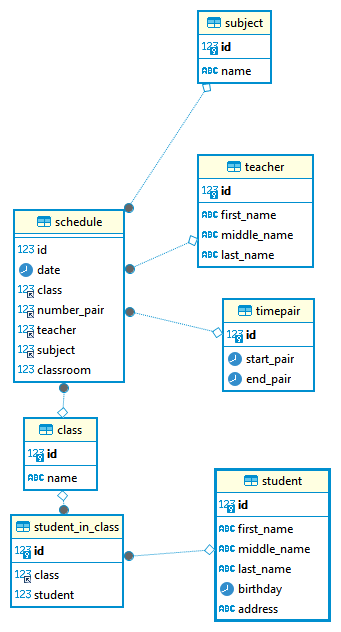 subject
123 id
ABC name
teacher
123 id
ABC first_name
ABC middle_name
ABC last_name
schedule
123 id
date
123 class
123 number_pair
123 teacher
123 subject
123 classroom
timepair
123 id
start_pair
end_pair
class
123 id
ABC name
student
123 id
ABC first_name
ABC middle_name
ABC last_name
birthday
ABC address
student_in_class
123 id
123 class
123 student